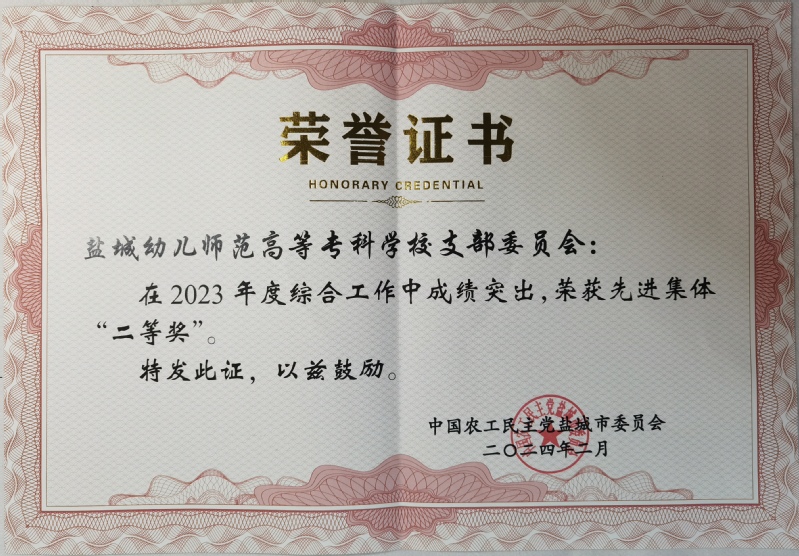 荣誉证书
HONORARY CREDENTIAL
盐城幼儿师范高等专科学校支部委员会：
在2023年度综合工作中成绩突出，荣获先进集体
“二等奖”。
特发此证，以兹鼓励。
中国农工民主党盐城市委员会
二〇二四年二月